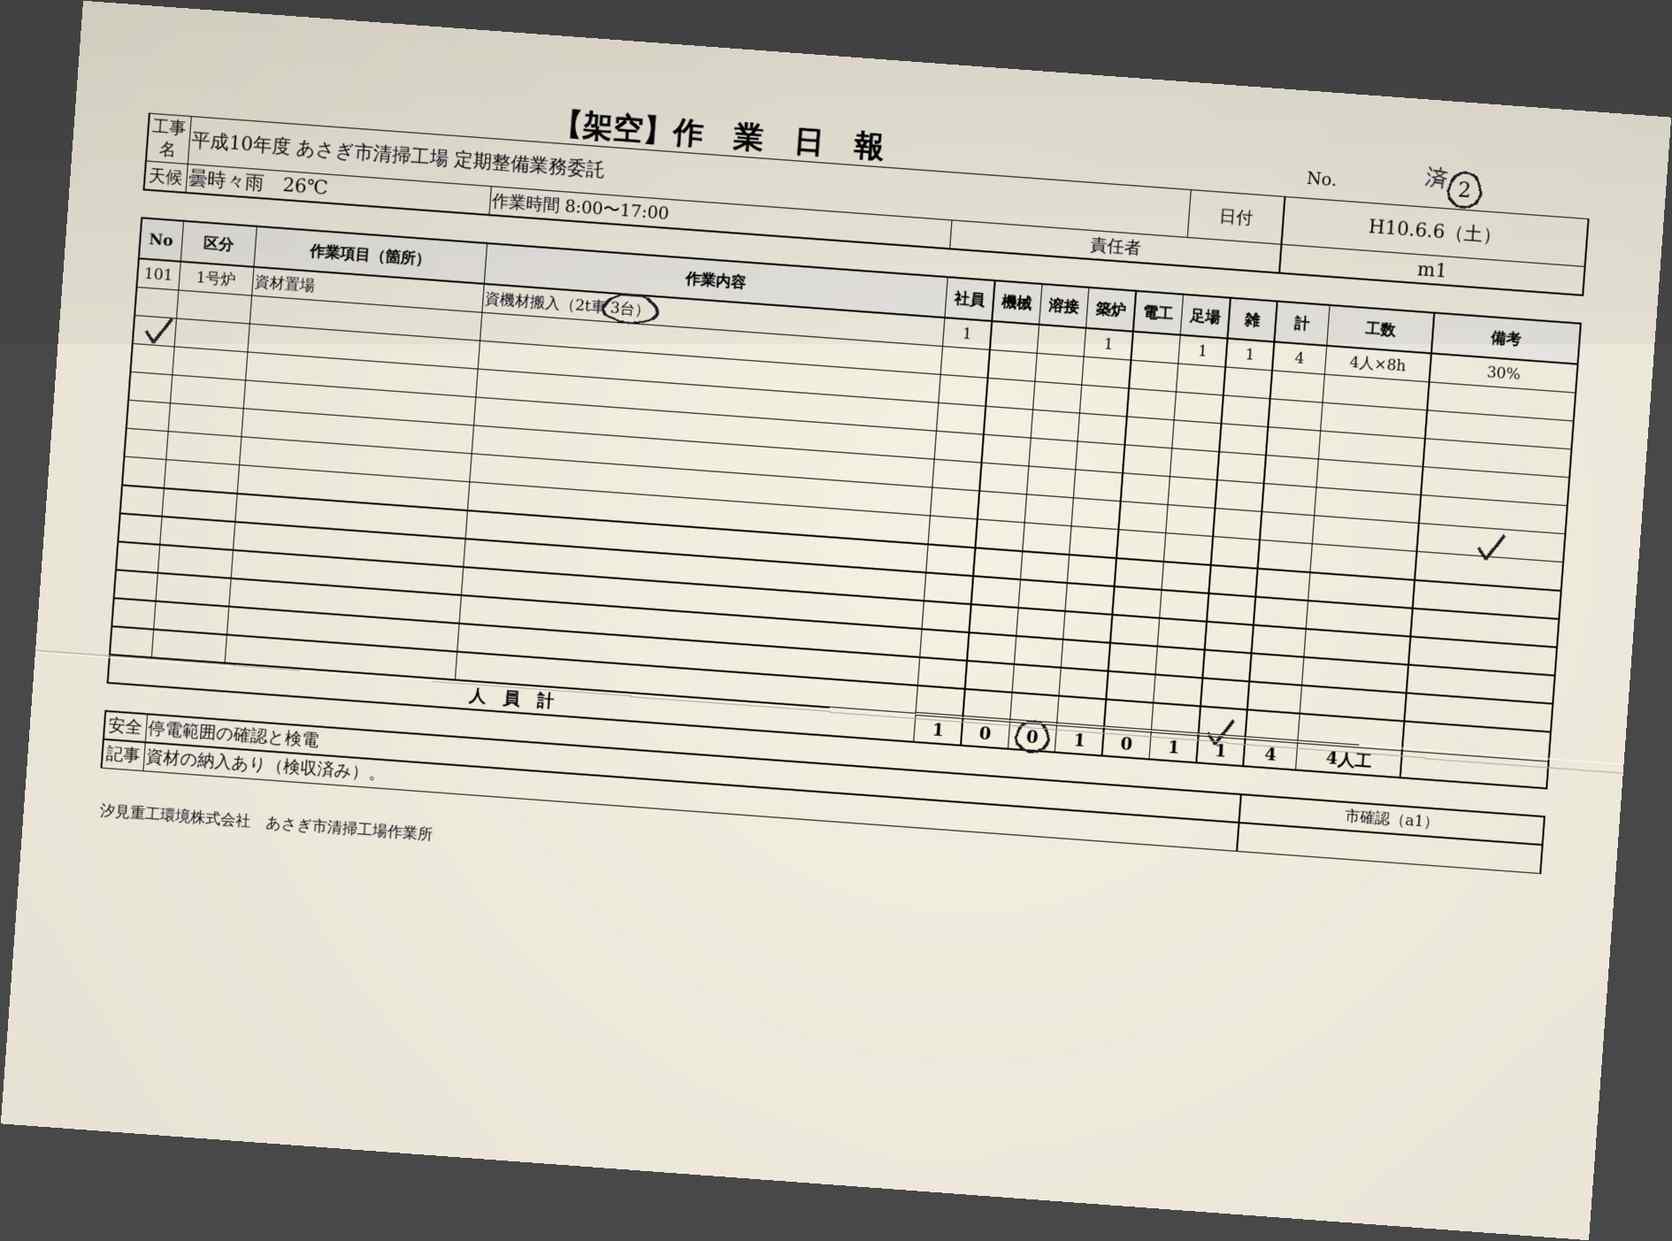 【架空】作 業 日 報
No. 済 2
工事名 平成10年度 あさぎ市清掃工場 定期整備業務委託 日付 H10.6.6（土）
天候 曇時々雨 26℃ 作業時間 8:00〜17:00 責任者 m1
No 区分 作業項目（箇所） 作業内容 社員 機械 溶接 築炉 電工 足場 雑 計 工数 備考
101 1号炉 資材置場 資機材搬入（2t車3台） 1 1 1 1 4 4人×8h 30%
人 員 計 1 0 0 1 0 1 1 4 4人工
安全 停電範囲の確認と検電 市確認（a1）
記事 資材の納入あり（検収済み）。
汐見重工環境株式会社 あさぎ市清掃工場作業所